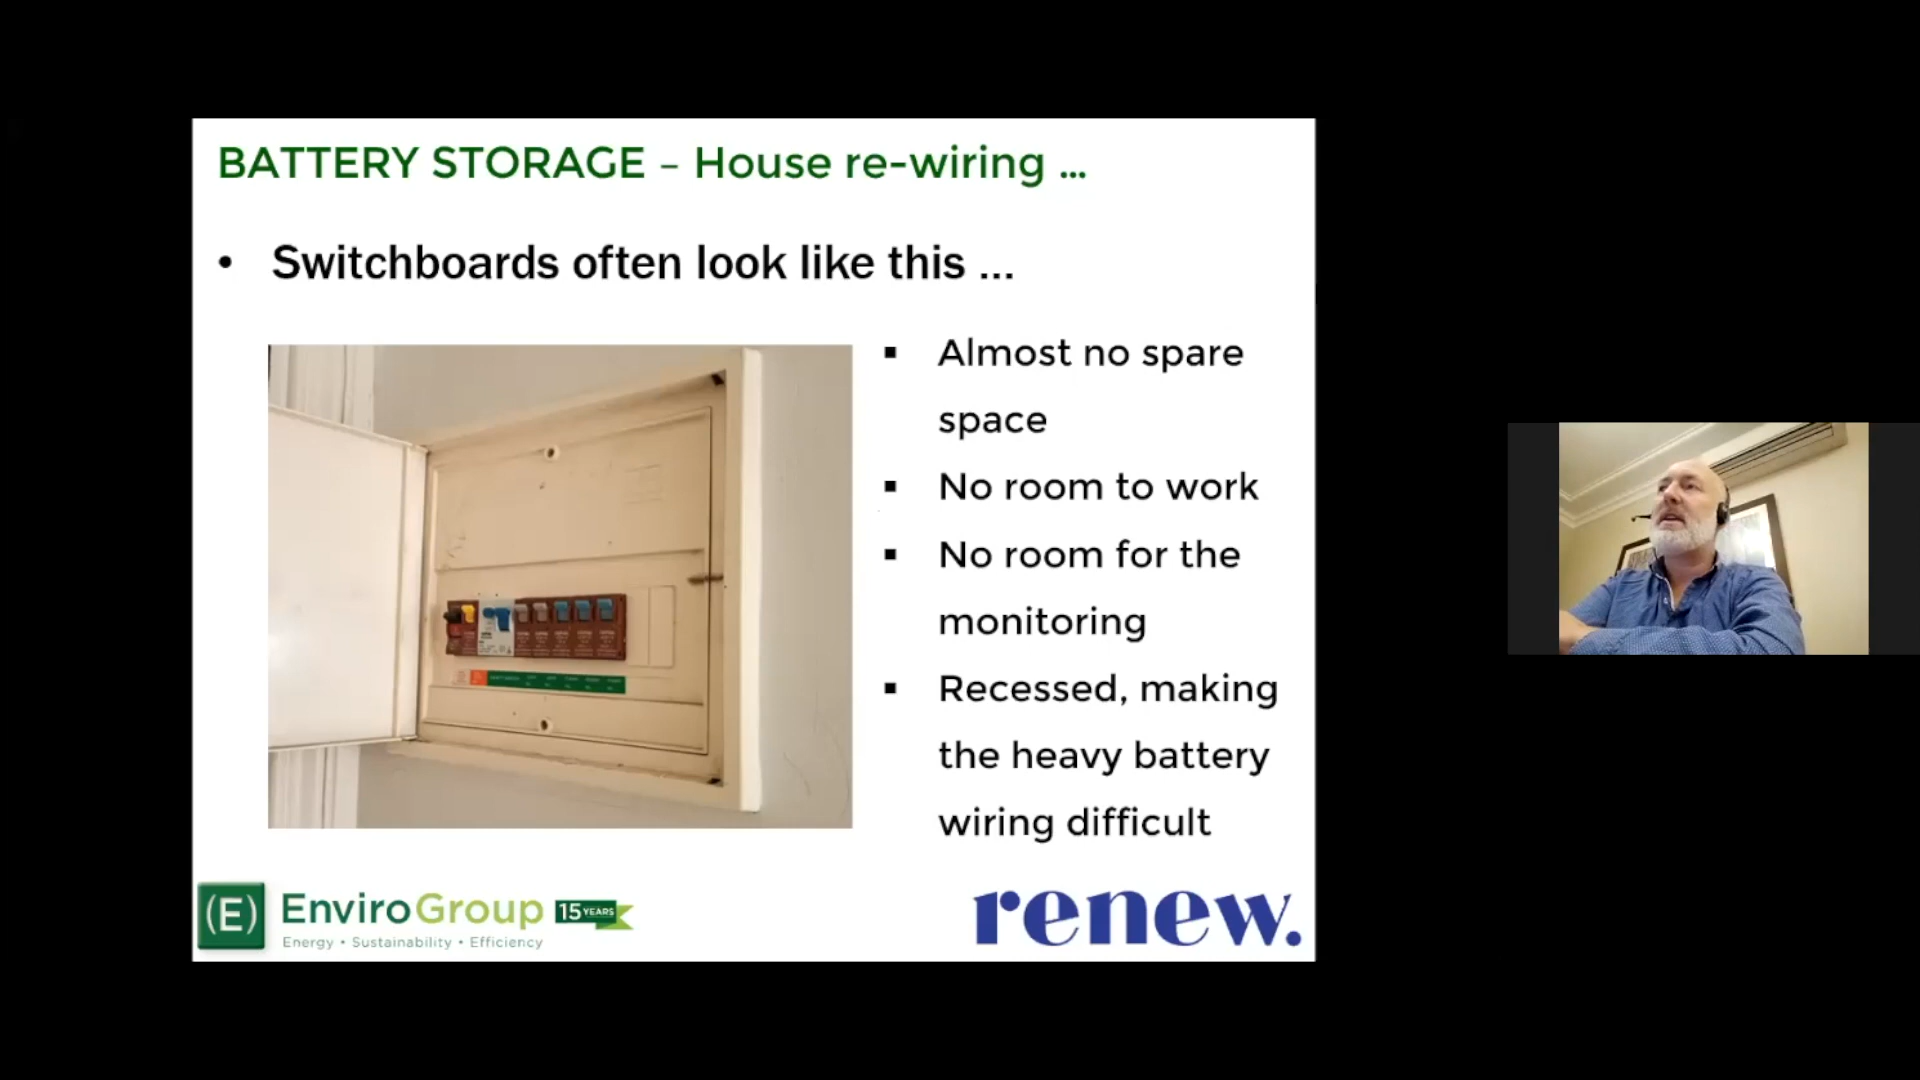 BATTERY STORAGE – House re-wiring ...
• Switchboards often look like this ...
▪ Almost no spare
space
▪ No room to work
▪ No room for the
monitoring
▪ Recessed, making
the heavy battery
wiring difficult
(E) EnviroGroup 15 YEARS
Energy • Sustainability • Efficiency
renew.